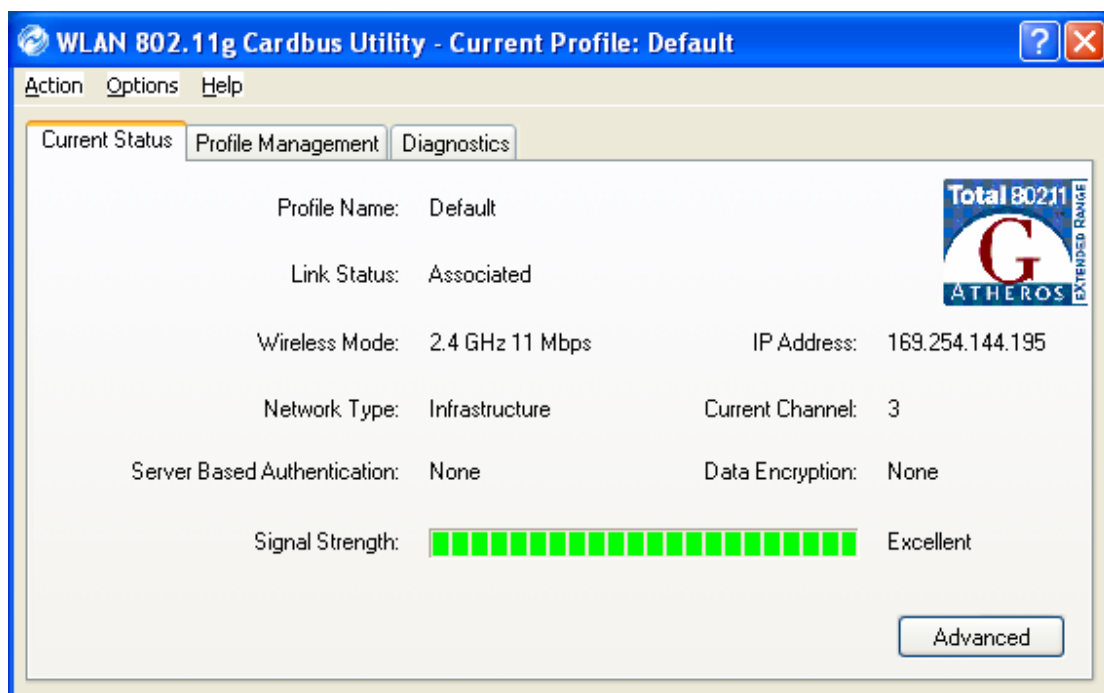 WLAN 802.11g Cardbus Utility - Current Profile: Default
?
X
Action Options Help
Current Status Profile Management Diagnostics
Total 802.11
G
ATHEROS
EXTENDED RANGE
Profile Name: Default
Link Status: Associated
Wireless Mode: 2.4 GHz 11 Mbps IP Address: 169.254.144.195
Network Type: Infrastructure Current Channel: 3
Server Based Authentication: None Data Encryption: None
Signal Strength: Excellent
Advanced